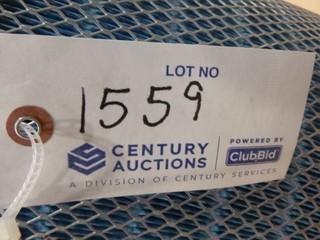 LOT NO
1559
CENTURY AUCTIONS
POWERED BY
ClubBid
A DIVISION OF CENTURY SERVICES